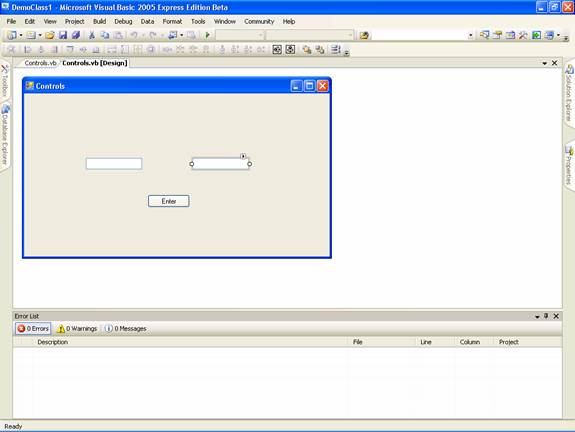 DemoClass1 - Microsoft Visual Basic 2005 Express Edition Beta
File Edit View Project Build Debug Data Format Tools Window Community Help
Controls.vb Controls.vb [Design]
Toolbox
Database Explorer
Solution Explorer
Properties
Controls
Enter
Error List
0 Errors 0 Warnings 0 Messages
Description File Line Column Project
Ready